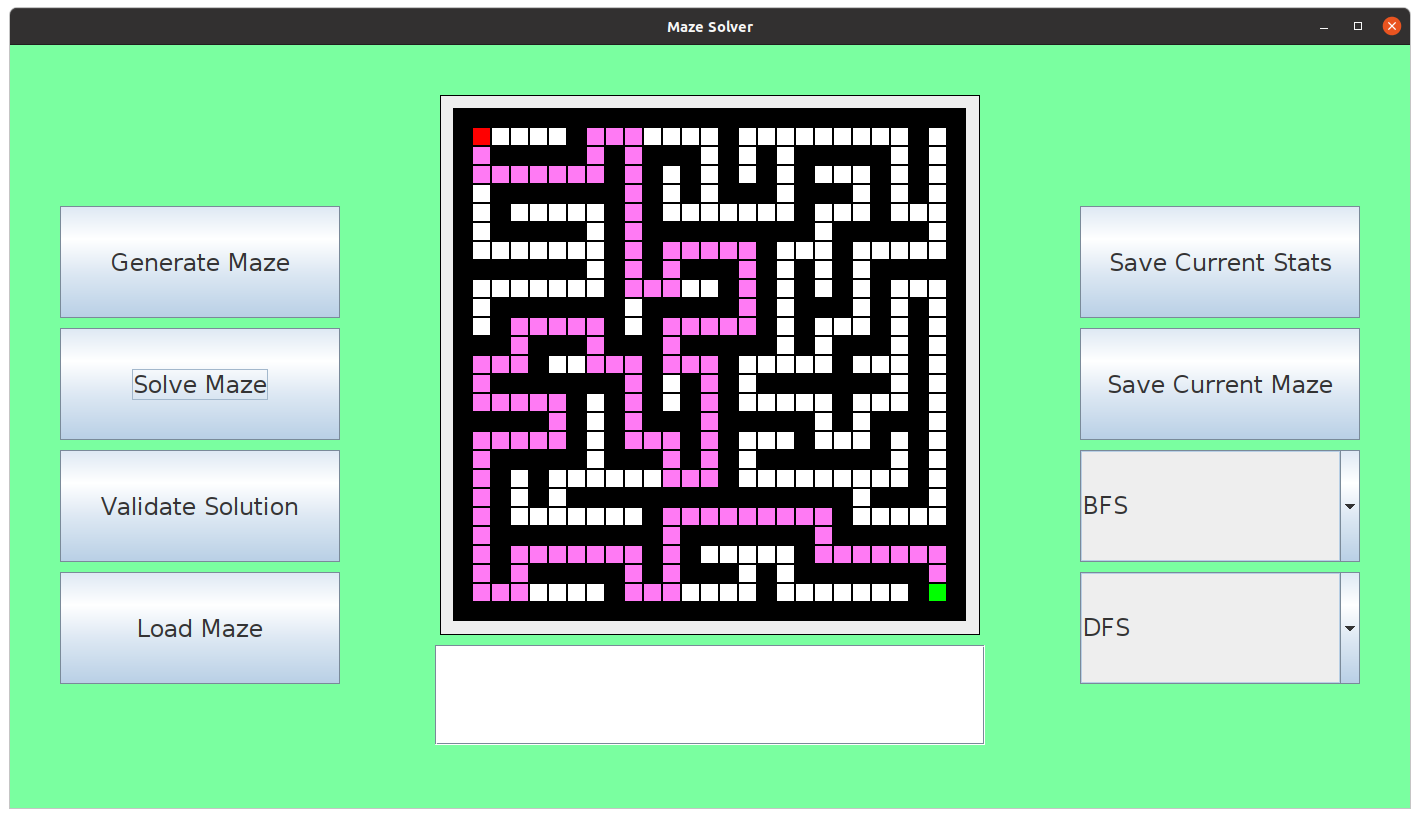 Maze Solver
Generate Maze
Solve Maze
Validate Solution
Load Maze
Save Current Stats
Save Current Maze
BFS
DFS